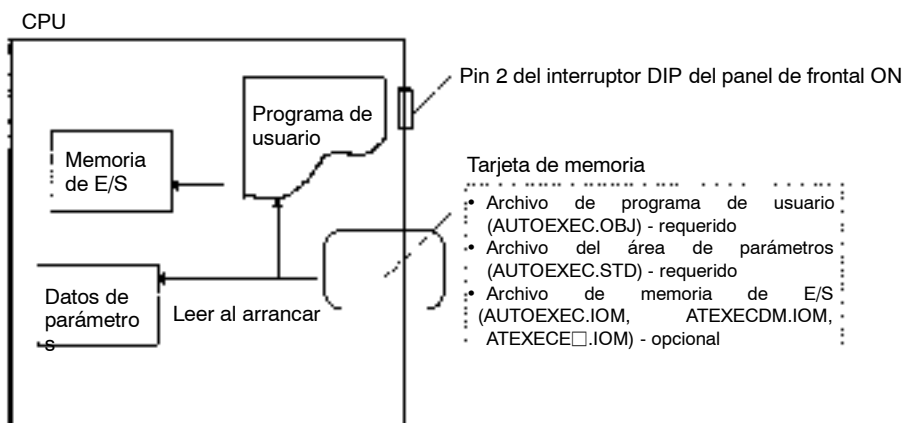 CPU
Pin 2 del interruptor DIP del panel de frontal ON
Programa de
usuario
Memoria
de E/S
Tarjeta de memoria
• Archivo de programa de usuario
(AUTOEXEC.OBJ) - requerido
• Archivo del área de parámetros
(AUTOEXEC.STD) - requerido
• Archivo de memoria de E/S
(AUTOEXEC.IOM, ATEXECDM.IOM,
ATEXECE□.IOM) - opcional
Datos de
parámetro
s
Leer al arrancar